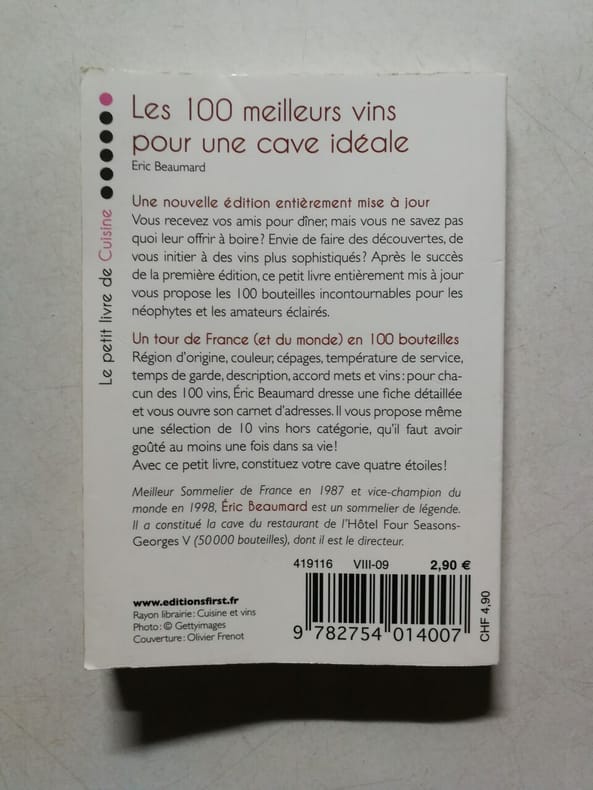 Les 100 meilleurs vins
pour une cave idéale
Eric Beaumard
Le petit livre de Cuisine
Une nouvelle édition entièrement mise à jour
Vous recevez vos amis pour dîner, mais vous ne savez pas
quoi leur offrir à boire ? Envie de faire des découvertes, de
vous initier à des vins plus sophistiqués ? Après le succès
de la première édition, ce petit livre entièrement mis à jour
vous propose les 100 bouteilles incontournables pour les
néophytes et les amateurs éclairés.
Un tour de France (et du monde) en 100 bouteilles
Région d'origine, couleur, cépages, température de service,
temps de garde, description, accord mets et vins : pour cha-
cun des 100 vins, Éric Beaumard dresse une fiche détaillée
et vous ouvre son carnet d'adresses. Il vous propose même
une sélection de 10 vins hors catégorie, qu'il faut avoir
goûté au moins une fois dans sa vie !
Avec ce petit livre, constituez votre cave quatre étoiles !
Meilleur Sommelier de France en 1987 et vice-champion du
monde en 1998, Éric Beaumard est un sommelier de légende.
Il a constitué la cave du restaurant de l'Hôtel Four Seasons-
Georges V (50 000 bouteilles), dont il est le directeur.
419116 VIII-09 2,90 €
www.editionsfirst.fr
Rayon librairie : Cuisine et vins
Photo : © Gettyimages
Couverture : Olivier Frenot
9 782754 014007
CHF 4,90